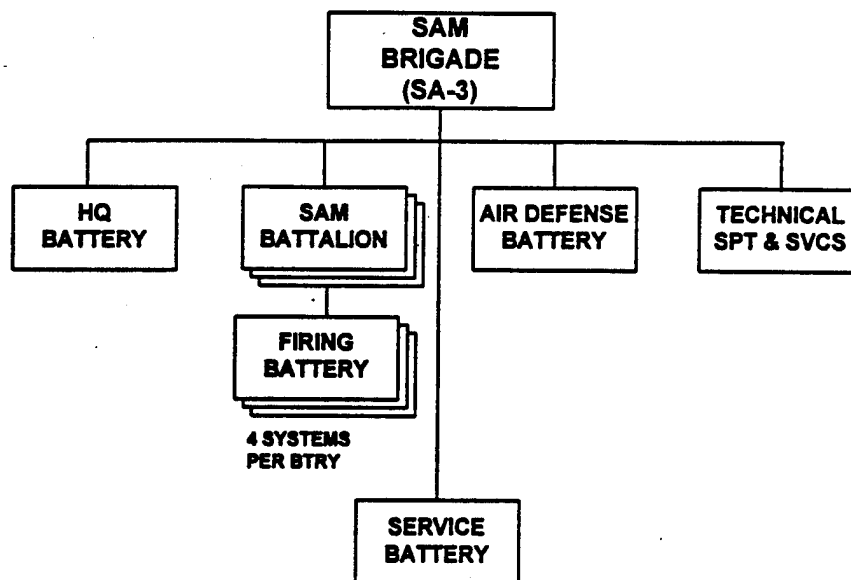 SAM
BRIGADE
(SA-3)
HQ
BATTERY
SAM
BATTALION
AIR DEFENSE
BATTERY
TECHNICAL
SPT & SVCS
FIRING
BATTERY
4 SYSTEMS
PER BTRY
SERVICE
BATTERY